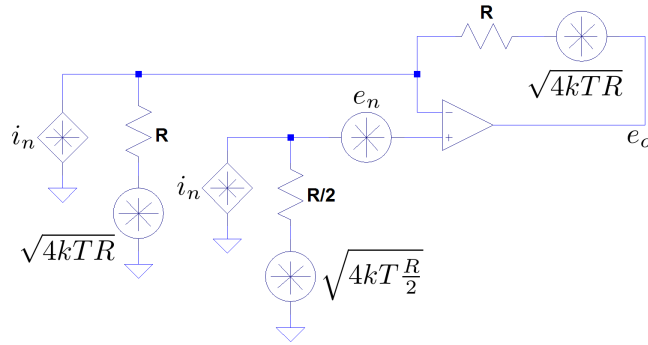 R
√4kTR
e_n
i_n
R
e_o
i_n
R/2
√4kTR
√4kT R/2
−
+